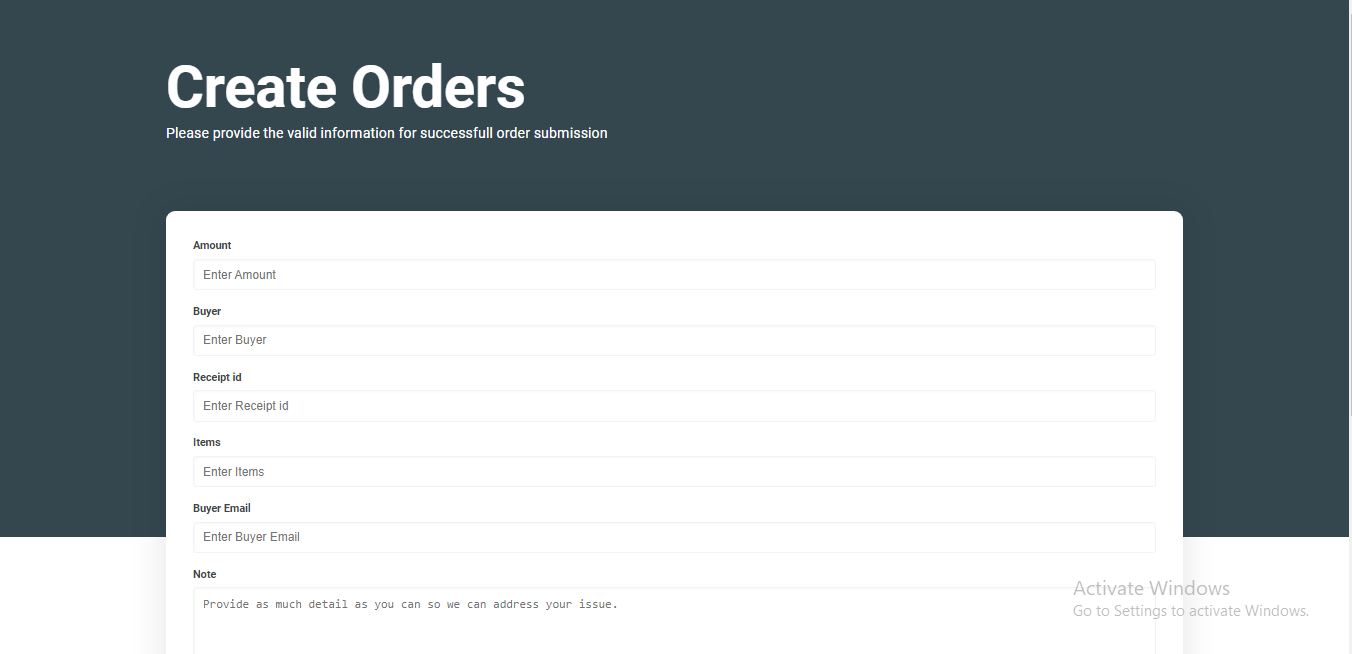 Create Orders
Please provide the valid information for successfull order submission
Amount
Enter Amount
Buyer
Enter Buyer
Receipt id
Enter Receipt id
Items
Enter Items
Buyer Email
Enter Buyer Email
Note
Provide as much detail as you can so we can address your issue.
Activate Windows
Go to Settings to activate Windows.